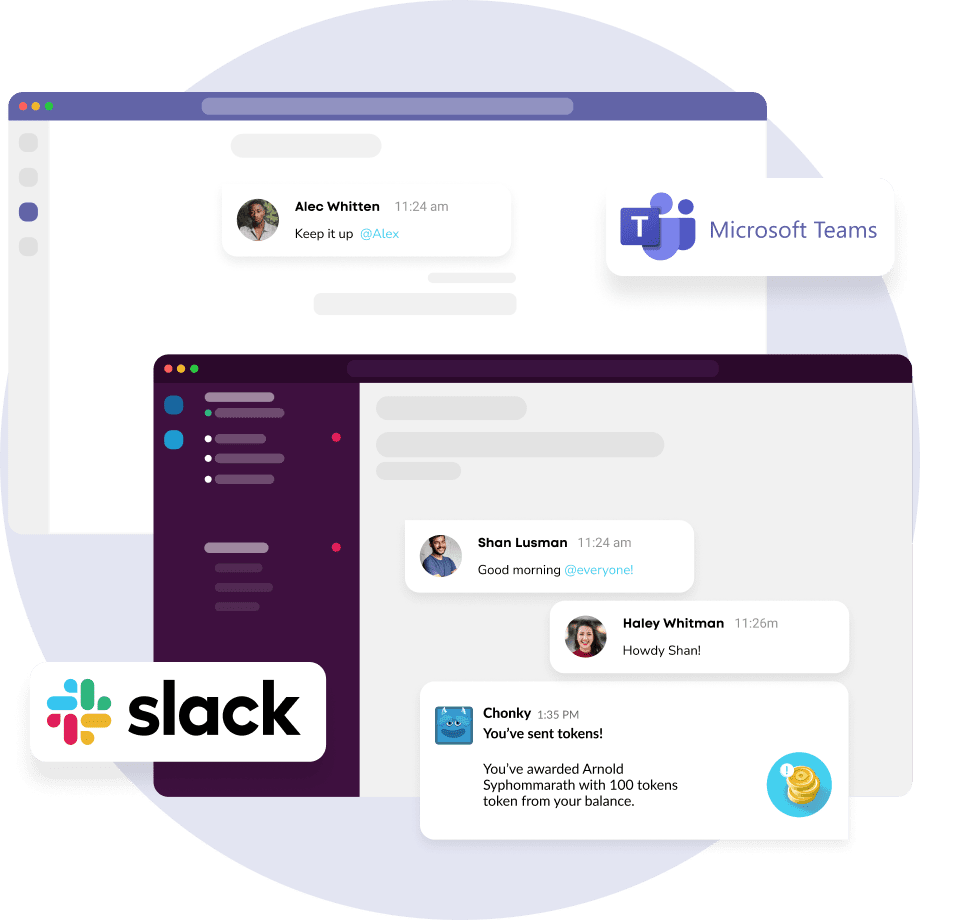 Alec Whitten 11:24 am
Keep it up @Alex
T
Microsoft Teams
Shan Lusman 11:24 am
Good morning @everyone!
Haley Whitman 11:26m
Howdy Shan!
slack
Chonky 1:35 PM
You've sent tokens!
You've awarded Arnold
Syphommarath with 100 tokens
token from your balance.
!